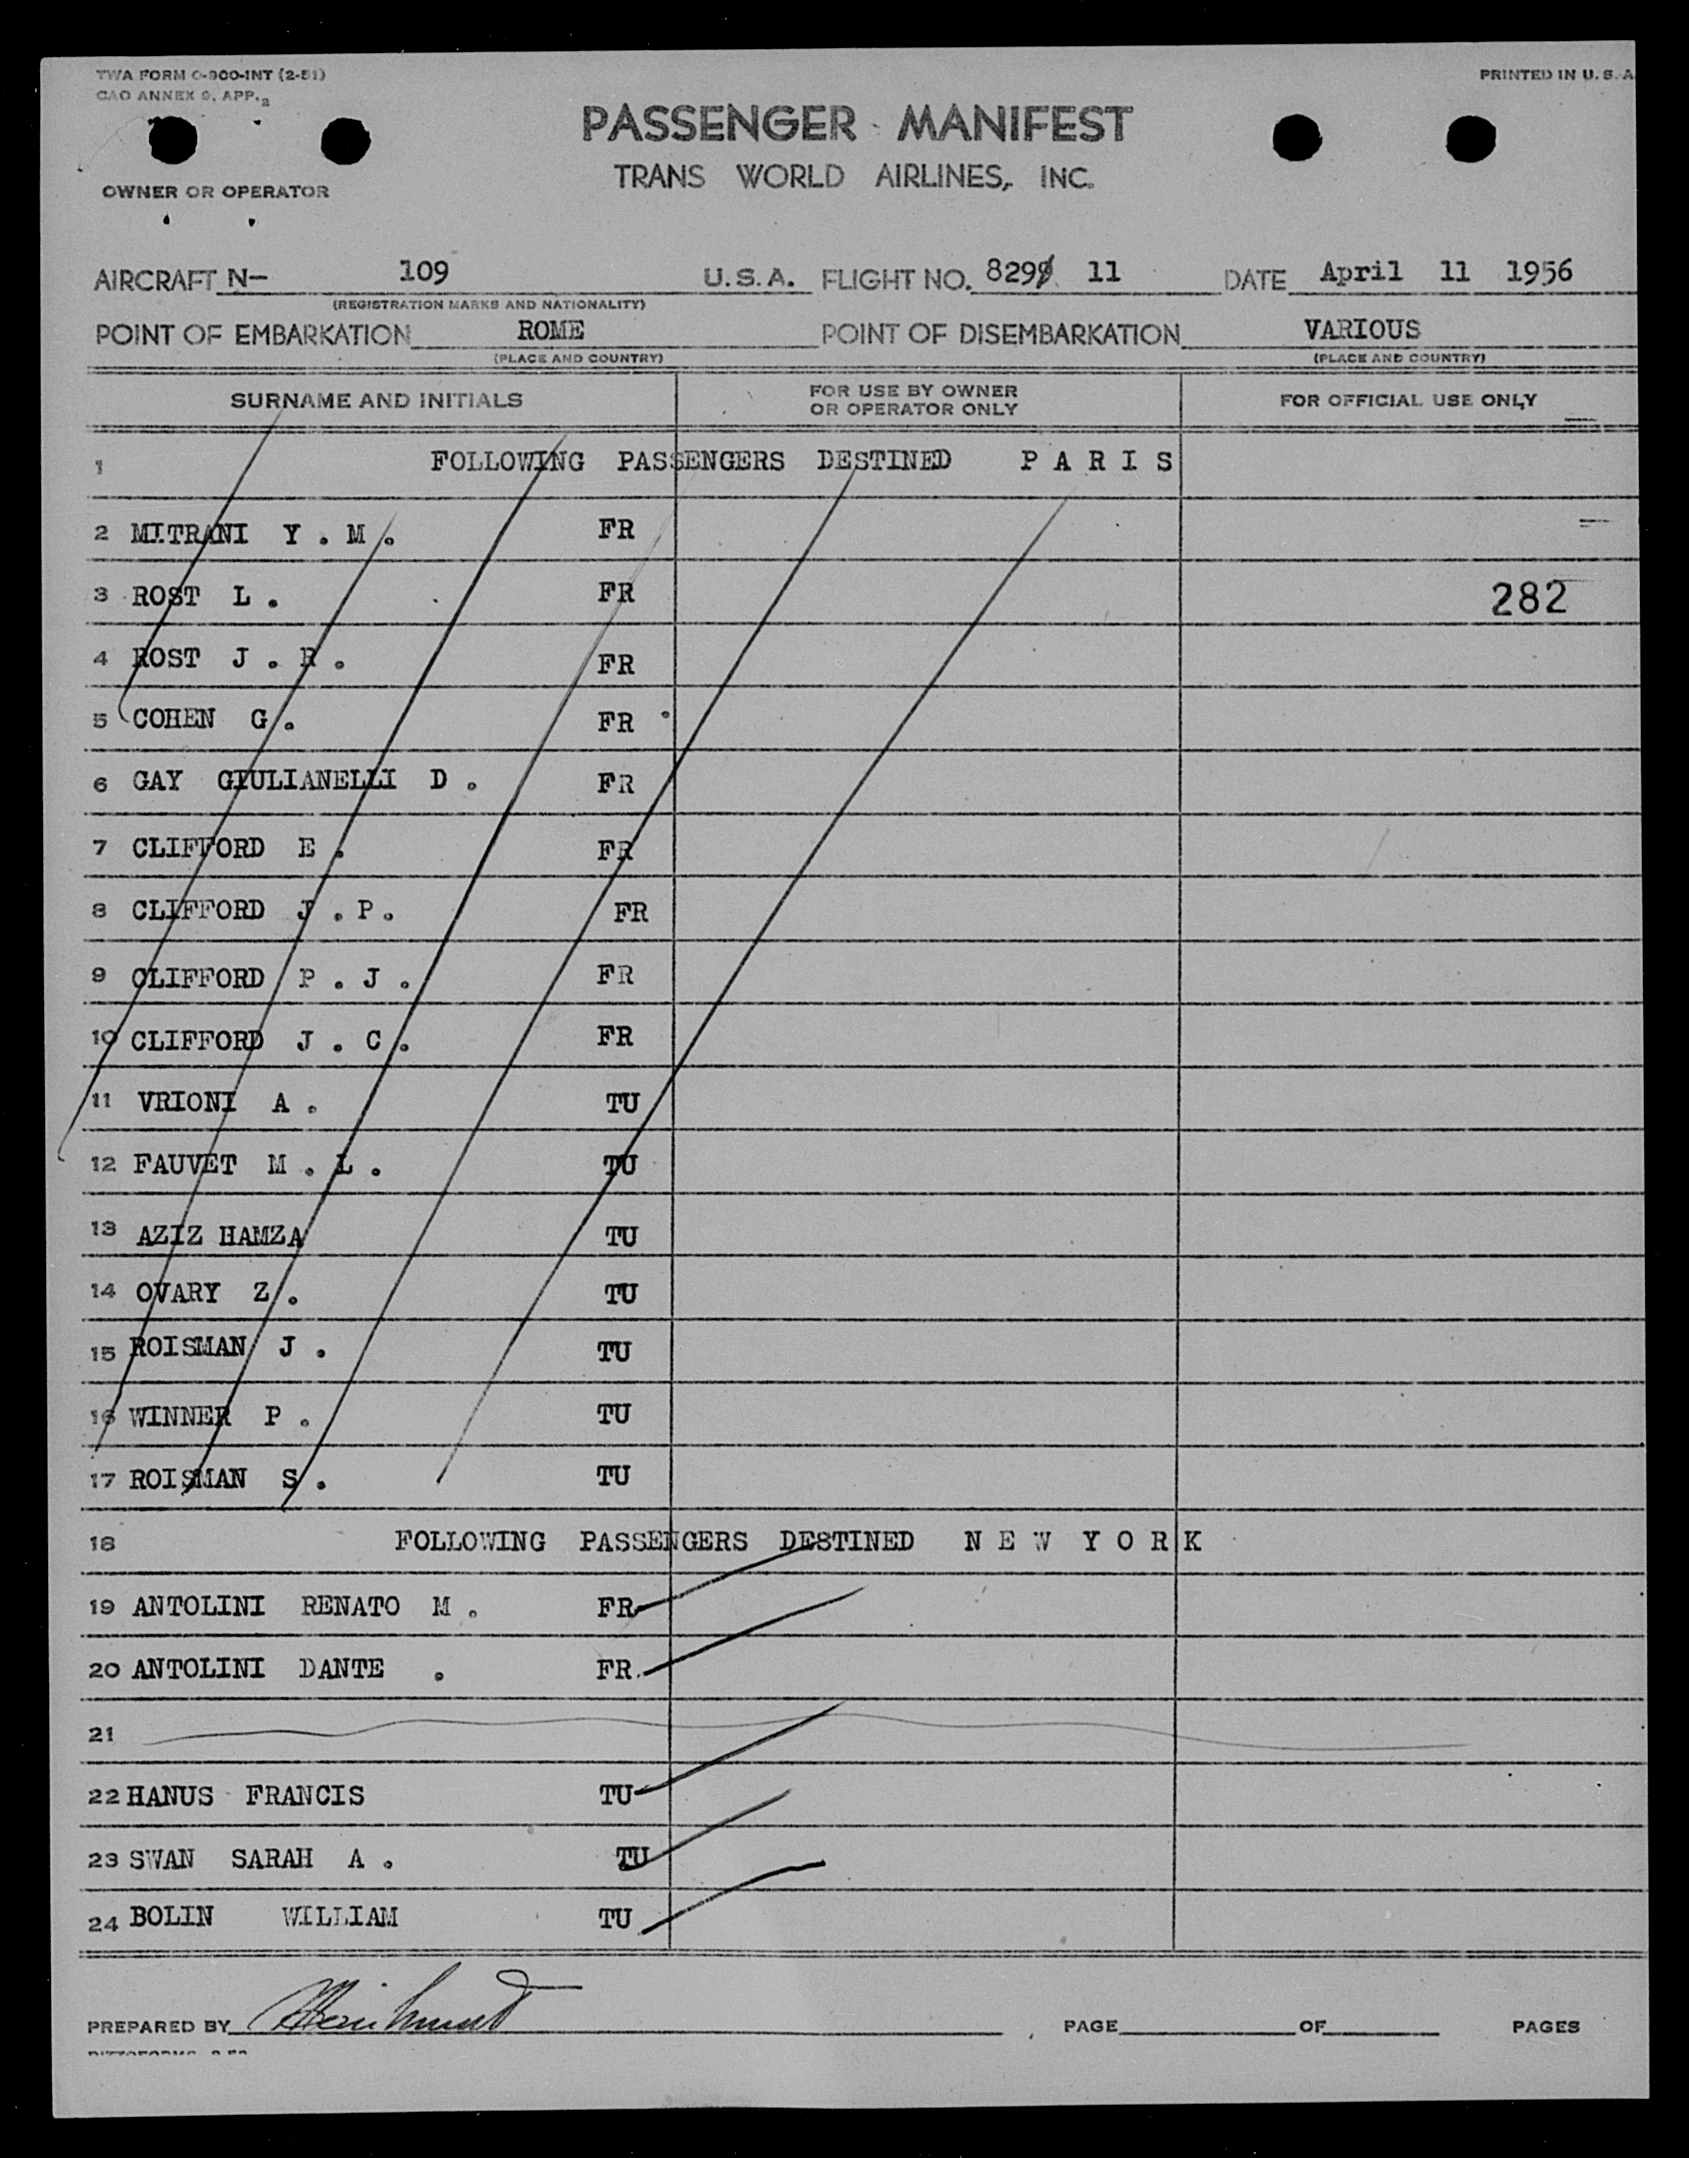 TWA FORM O-900-INT (2-51)
PRINTED IN U. S. A
CAO ANNEX 9, APP. 2
PASSENGER MANIFEST
TRANS WORLD AIRLINES, INC.
OWNER OR OPERATOR
AIRCRAFT N- 109 U.S.A. FLIGHT NO. 829 11 DATE April 11 1956
(REGISTRATION MARKS AND NATIONALITY)
POINT OF EMBARKATION ROME POINT OF DISEMBARKATION VARIOUS
(PLACE AND COUNTRY) (PLACE AND COUNTRY)
SURNAME AND INITIALS FOR USE BY OWNER OR OPERATOR ONLY FOR OFFICIAL USE ONLY
1 FOLLOWING PASSENGERS DESTINED P A R I S
2 MITRANI Y . M . FR
3 ROST L . FR 282
4 ROST J . R . FR
5 COHEN G . FR
6 GAY GIULIANELLI D . FR
7 CLIFFORD E . FR
8 CLIFFORD J . P . FR
9 CLIFFORD P . J . FR
10 CLIFFORD J . C . FR
11 VRIONI A . TU
12 FAUVET M . L . TU
13 AZIZ HAMZA TU
14 OVARY Z . TU
15 ROISMAN J . TU
16 WINNER P . TU
17 ROISMAN S . TU
18 FOLLOWING PASSENGERS DESTINED N E W Y O R K
19 ANTOLINI RENATO M . FR
20 ANTOLINI DANTE . FR
21
22 HANUS FRANCIS TU
23 SWAN SARAH A . TU
24 BOLIN WILLIAM TU
PREPARED BY PAGE OF PAGES